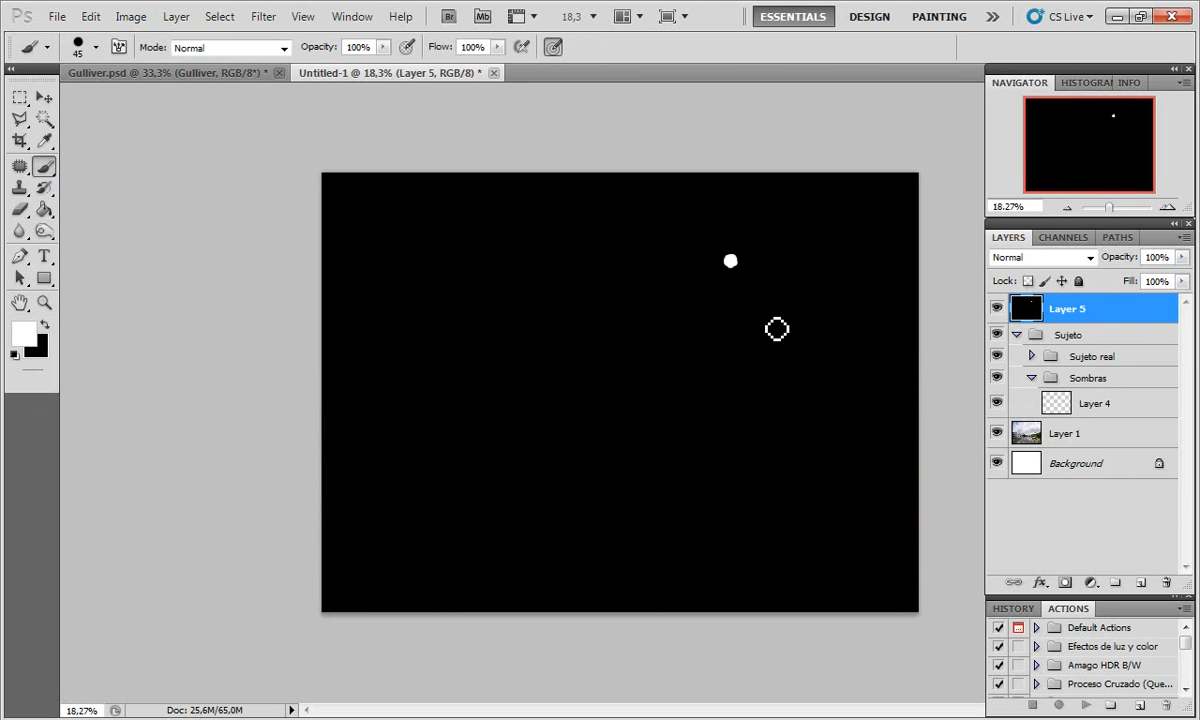 Ps File Edit Image Layer Select Filter View Window Help Br Mb 18,3 ESSENTIALS DESIGN PAINTING CS Live
45 Mode: Normal Opacity: 100% Flow: 100%
Gulliver.psd @ 33,3% (Gulliver, RGB/8*) * Untitled-1 @ 18,3% (Layer 5, RGB/8) *
NAVIGATOR HISTOGRAM INFO
18.27%
LAYERS CHANNELS PATHS
Normal Opacity: 100%
Lock: Fill: 100%
Layer 5
Sujeto
Sujeto real
Sombras
Layer 4
Layer 1
Background
fx
HISTORY ACTIONS
Default Actions
Efectos de luz y color
Amago HDR B/W
Proceso Cruzado (Que...
18,27% Doc: 25,6M/65,0M